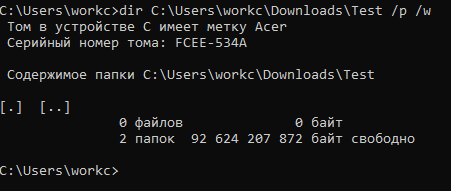 C:\Users\workc>dir C:\Users\workc\Downloads\Test /p /w
Том в устройстве C имеет метку Acer
Серийный номер тома: FCEE-534A
Содержимое папки C:\Users\workc\Downloads\Test
[.] [..]
0 файлов 0 байт
2 папок 92 624 207 872 байт свободно
C:\Users\workc>